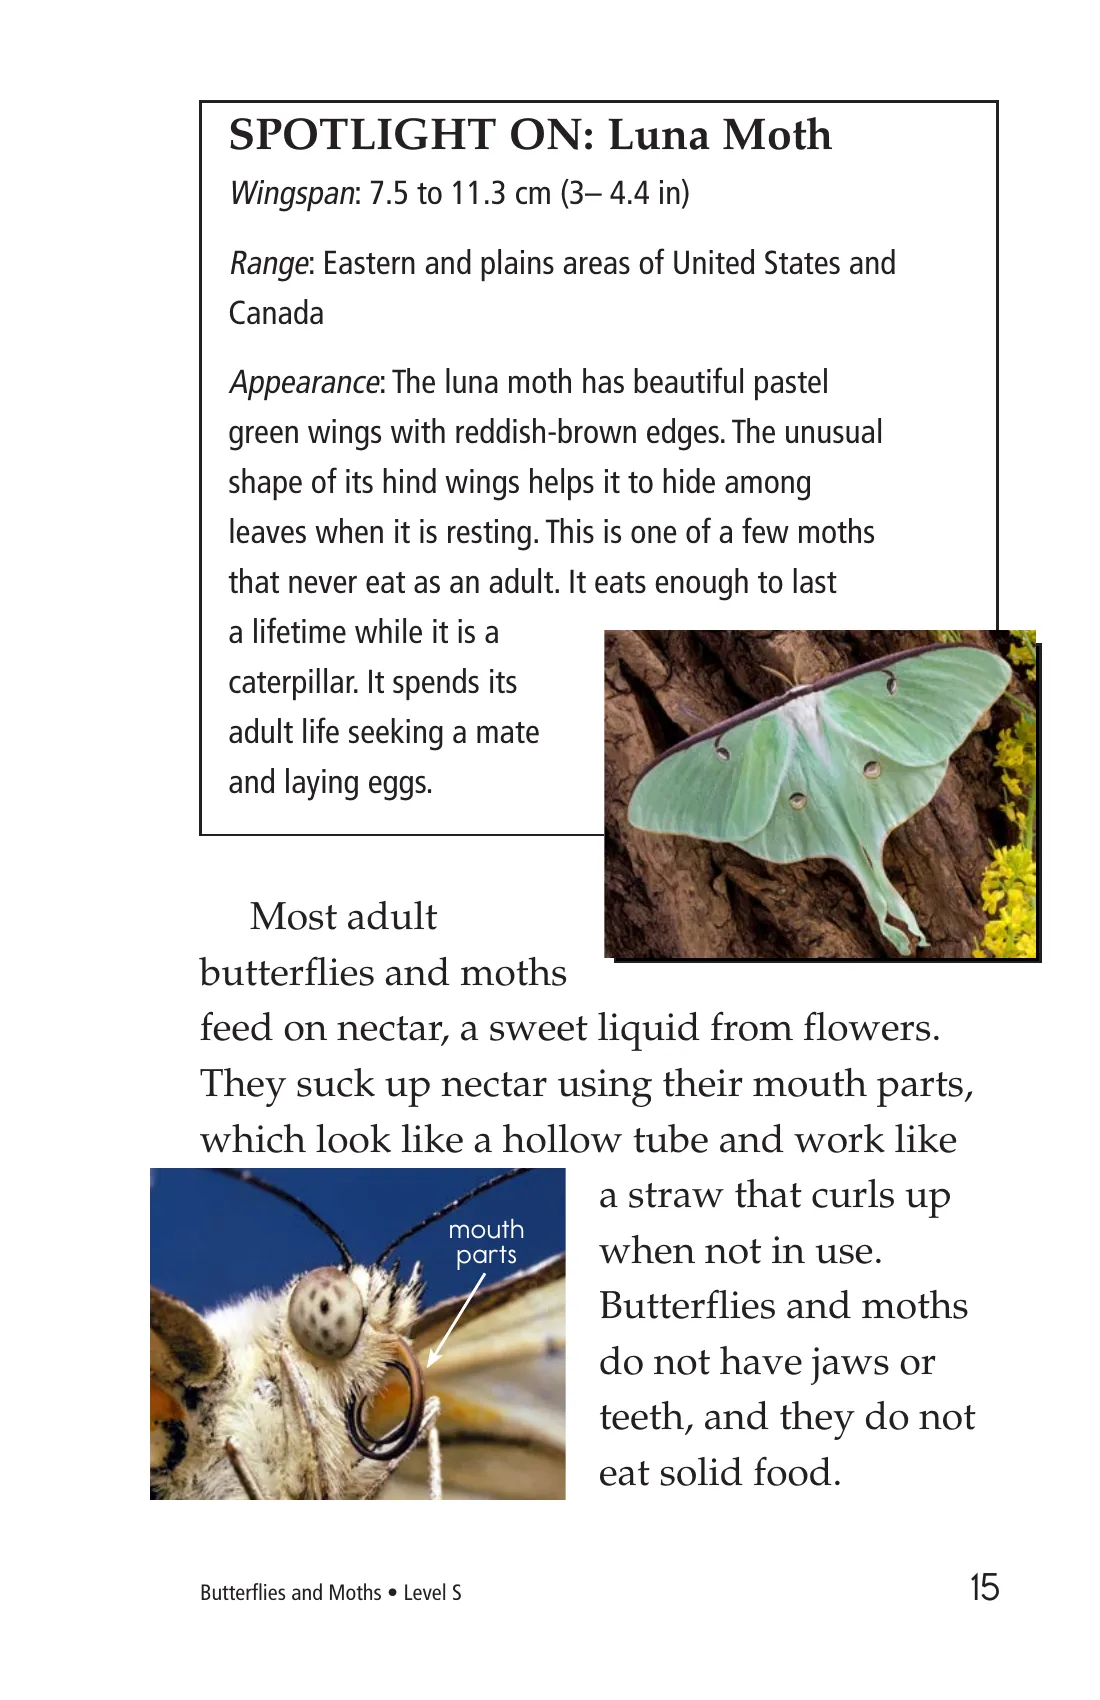 SPOTLIGHT ON: Luna Moth
Wingspan: 7.5 to 11.3 cm (3– 4.4 in)
Range: Eastern and plains areas of United States and
Canada
Appearance: The luna moth has beautiful pastel
green wings with reddish-brown edges. The unusual
shape of its hind wings helps it to hide among
leaves when it is resting. This is one of a few moths
that never eat as an adult. It eats enough to last
a lifetime while it is a
caterpillar. It spends its
adult life seeking a mate
and laying eggs.
Most adult
butterflies and moths
feed on nectar, a sweet liquid from flowers.
They suck up nectar using their mouth parts,
which look like a hollow tube and work like
a straw that curls up
when not in use.
Butterflies and moths
do not have jaws or
teeth, and they do not
eat solid food.
mouth
parts
Butterflies and Moths • Level S
15